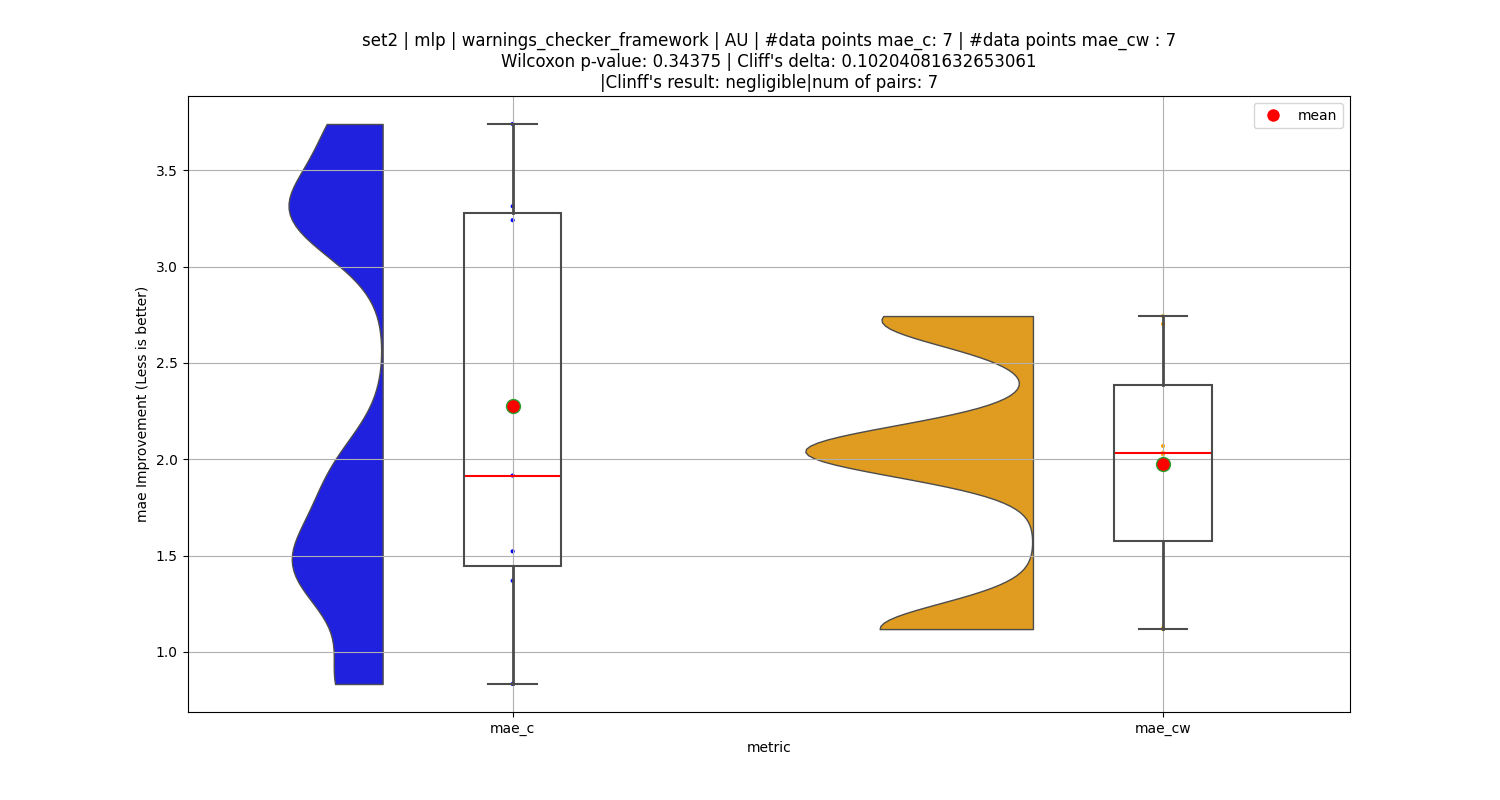 set2 | mlp | warnings_checker_framework | AU | #data points mae_c: 7 | #data points mae_cw : 7
Wilcoxon p-value: 0.34375 | Cliff's delta: 0.10204081632653061
|Clinff's result: negligible|num of pairs: 7
mean
mae Improvement (Less is better)
3.5
3.0
2.5
2.0
1.5
1.0
mae_c
mae_cw
metric